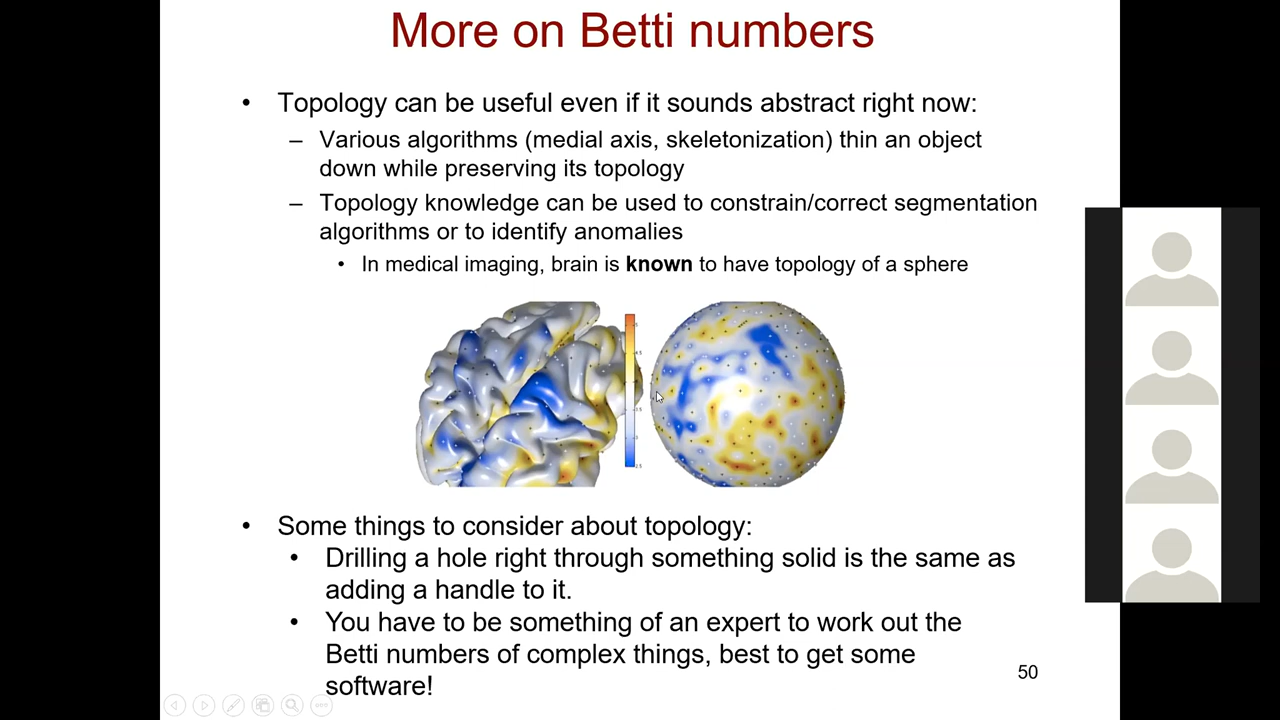 More on Betti numbers
• Topology can be useful even if it sounds abstract right now:
– Various algorithms (medial axis, skeletonization) thin an object
down while preserving its topology
– Topology knowledge can be used to constrain/correct segmentation
algorithms or to identify anomalies
• In medical imaging, brain is known to have topology of a sphere
• Some things to consider about topology:
• Drilling a hole right through something solid is the same as
adding a handle to it.
• You have to be something of an expert to work out the
Betti numbers of complex things, best to get some
software!
50